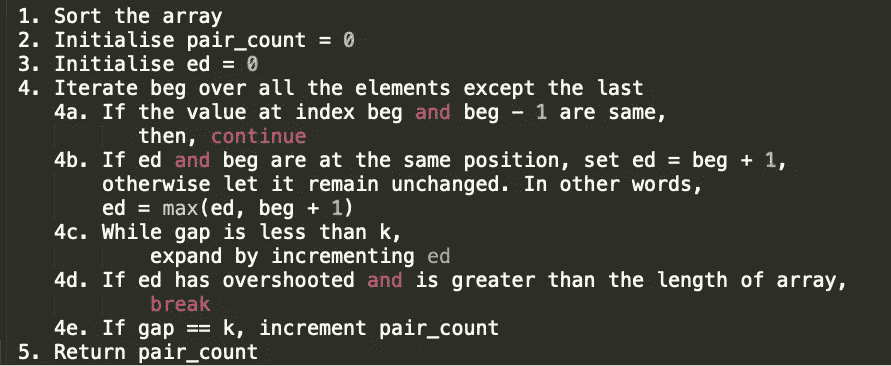 1. Sort the array
2. Initialise pair_count = 0
3. Initialise ed = 0
4. Iterate beg over all the elements except the last
4a. If the value at index beg and beg - 1 are same,
then, continue
4b. If ed and beg are at the same position, set ed = beg + 1,
otherwise let it remain unchanged. In other words,
ed = max(ed, beg + 1)
4c. While gap is less than k,
expand by incrementing ed
4d. If ed has overshooted and is greater than the length of array,
break
4e. If gap == k, increment pair_count
5. Return pair_count